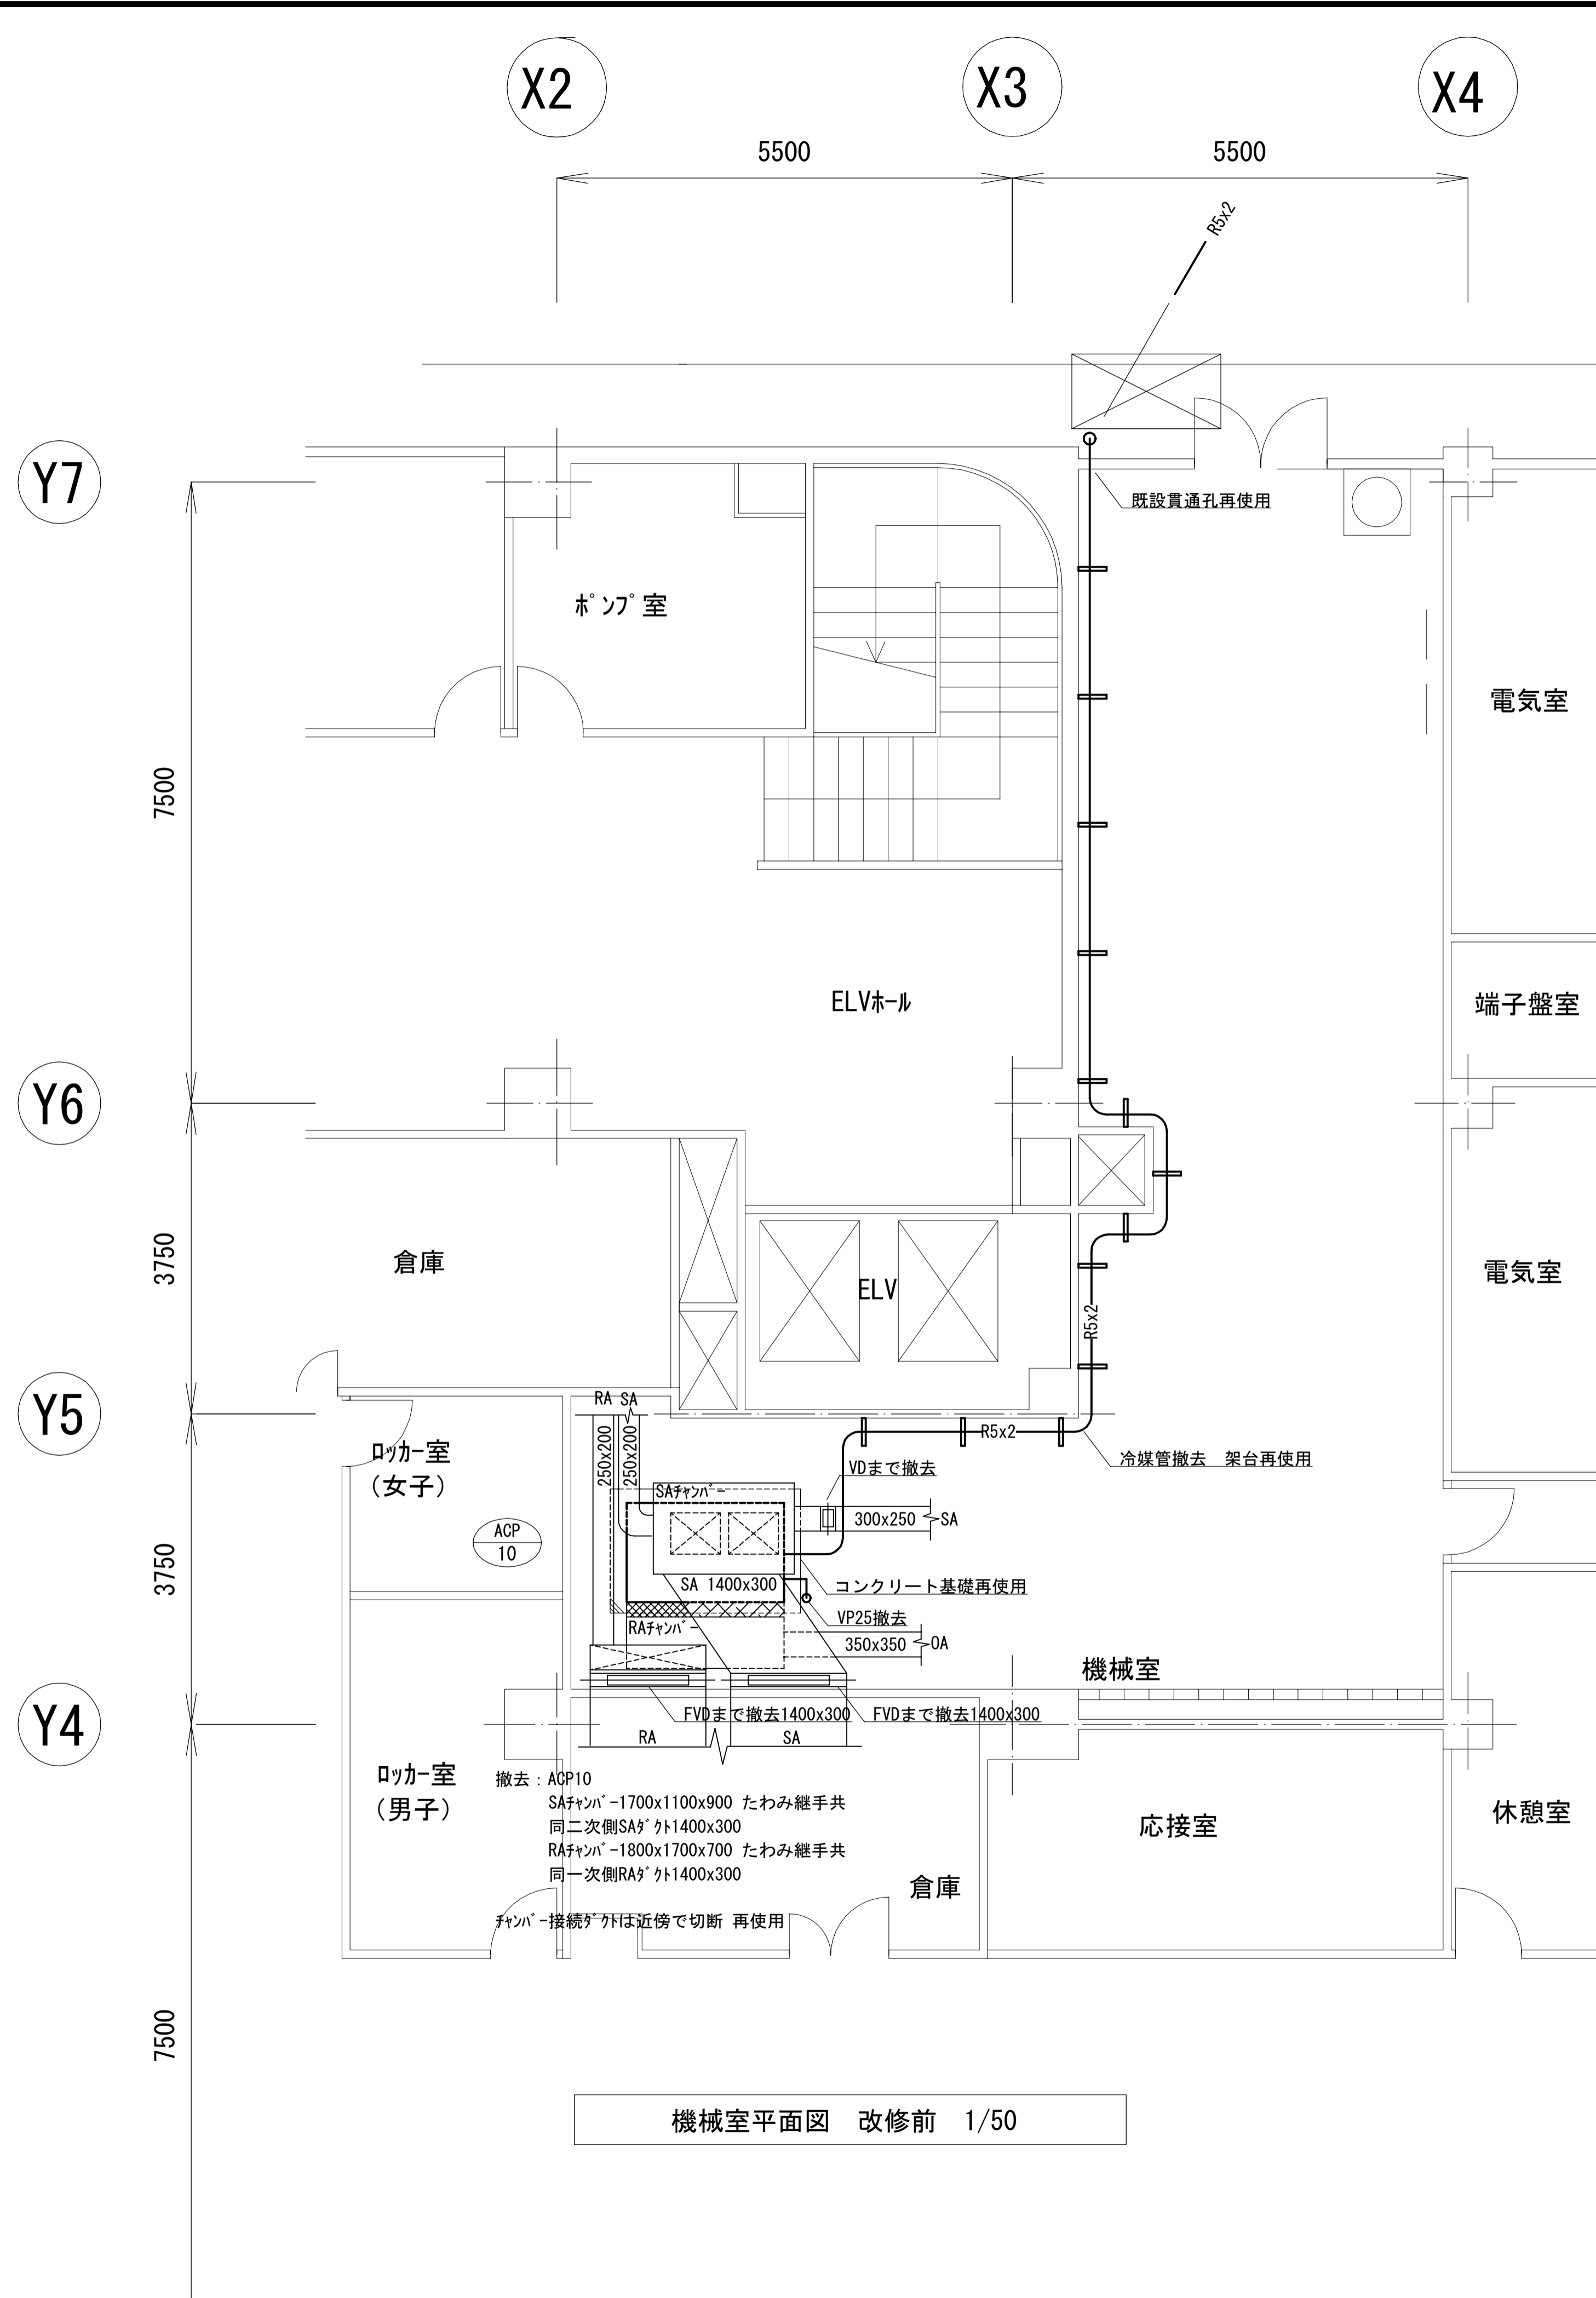 X2
X3
X4
5500
5500
R5x2
Y7
既設貫通孔再使用
ﾎﾟﾝﾌﾟ室
電気室
7500
ELVﾎｰﾙ
端子盤室
Y6
倉庫
3750
ELV
電気室
R5x2
Y5
RA
SA
250x200
250x200
R5x2
ﾛｯｶｰ室
(女子)
冷媒管撤去　架台再使用
VDまで撤去
SAﾁｬﾝﾊﾞｰ
300x250
SA
ACP
10
3750
SA 1400x300
コンクリート基礎再使用
VP25撤去
RAﾁｬﾝﾊﾞｰ
350x350
OA
機械室
Y4
FVDまで撤去1400x300
FVDまで撤去1400x300
RA
SA
ﾛｯｶｰ室
(男子)
撤去：ACP10
SAﾁｬﾝﾊﾞｰ1700x1100x900 たわみ継手共
同二次側SAﾀﾞｸﾄ1400x300
RAﾁｬﾝﾊﾞｰ1800x1700x700 たわみ継手共
同一次側RAﾀﾞｸﾄ1400x300
応接室
休憩室
倉庫
ﾁｬﾝﾊﾞｰ接続ﾀﾞｸﾄは近傍で切断 再使用
7500
機械室平面図　改修前　1/50